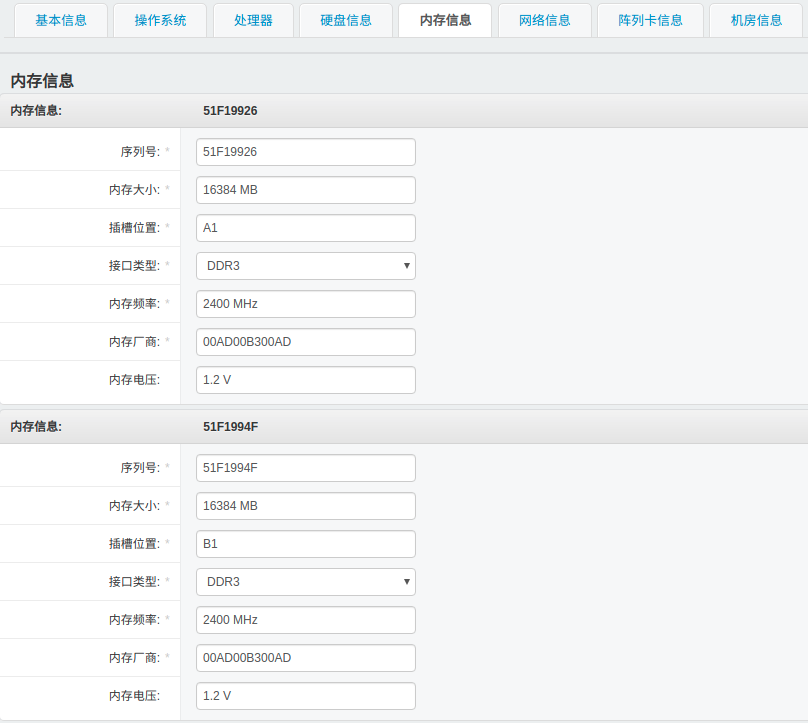 基本信息 操作系统 处理器 硬盘信息 内存信息 网络信息 阵列卡信息 机房信息
内存信息
内存信息: 51F19926
序列号: * 51F19926
内存大小: * 16384 MB
插槽位置: * A1
接口类型: * DDR3
内存频率: * 2400 MHz
内存厂商: * 00AD00B300AD
内存电压: 1.2 V
内存信息: 51F1994F
序列号: * 51F1994F
内存大小: * 16384 MB
插槽位置: * B1
接口类型: * DDR3
内存频率: * 2400 MHz
内存厂商: * 00AD00B300AD
内存电压: 1.2 V